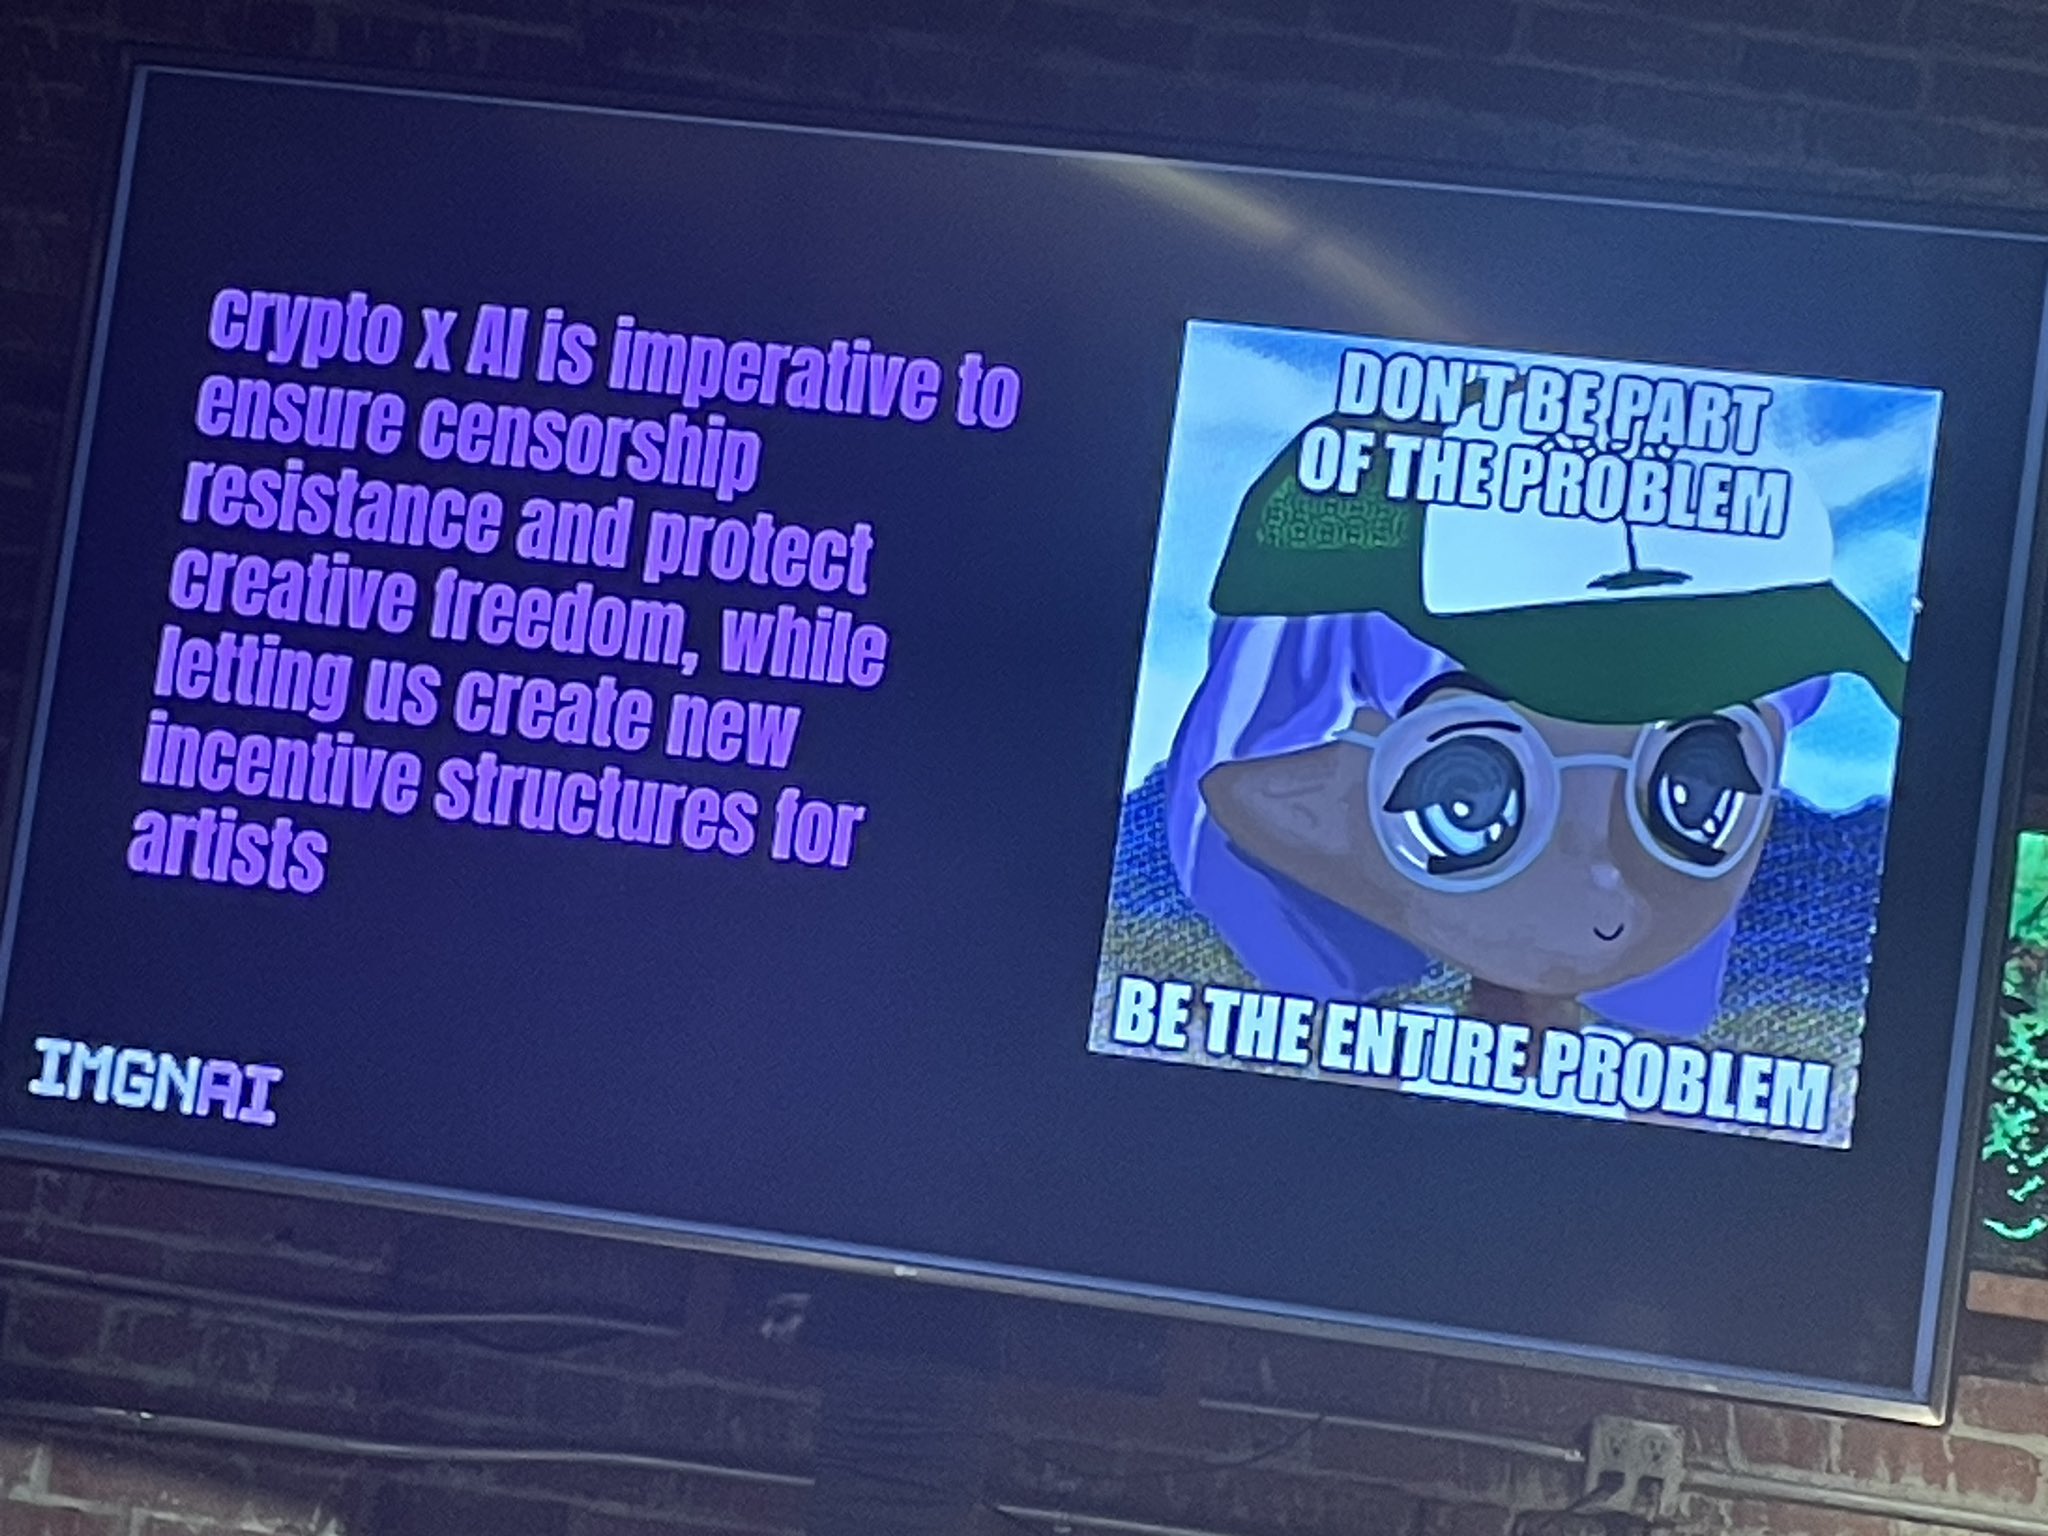 crypto x AI is imperative to
ensure censorship
resistance and protect
creative freedom, while
letting us create new
incentive structures for
artists
DON'T BE PART
OF THE PROBLEM
BE THE ENTIRE PROBLEM
IMGNAI